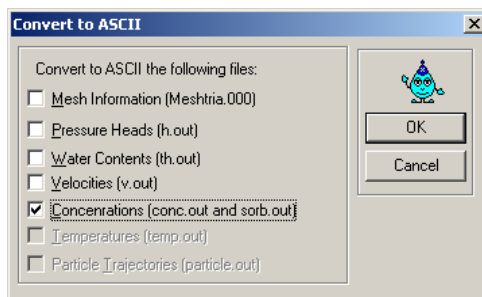 Convert to ASCII
Convert to ASCII the following files:
Mesh Information (Meshtria.000)
Pressure Heads (h.out)
Water Contents (th.out)
Velocities (v.out)
Concenrations (conc.out and sorb.out)
Temperatures (temp.out)
Particle Trajectories (particle.out)
OK
Cancel